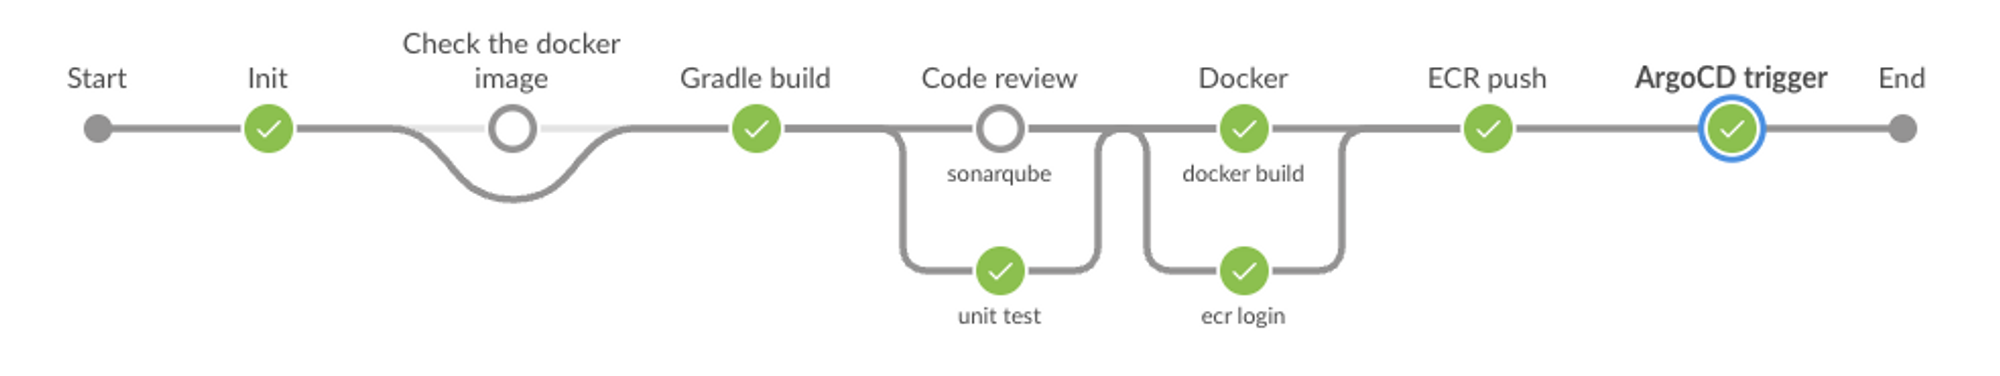 Start
Init
Check the docker
image
Gradle build
Code review
Docker
ECR push
ArgoCD trigger
End
sonarqube
docker build
unit test
ecr login